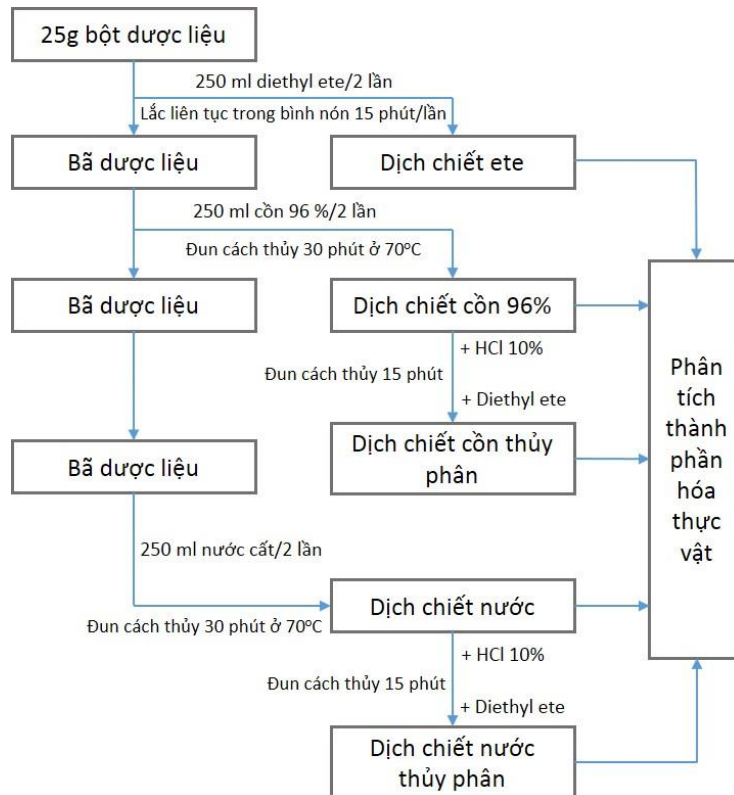 25g bột dược liệu
250 ml diethyl ete/2 lần
Lắc liên tục trong bình nón 15 phút/lần
Bã dược liệu
Dịch chiết ete
250 ml cồn 96 %/2 lần
Đun cách thủy 30 phút ở 70°C
Bã dược liệu
Dịch chiết cồn 96%
+ HCl 10%
Đun cách thủy 15 phút
+ Diethyl ete
Bã dược liệu
Dịch chiết cồn thủy
phân
250 ml nước cất/2 lần
Dịch chiết nước
Đun cách thủy 30 phút ở 70°C
+ HCl 10%
Đun cách thủy 15 phút
+ Diethyl ete
Dịch chiết nước
thủy phân
Phân
tích
thành
phần
hóa
thực
vật